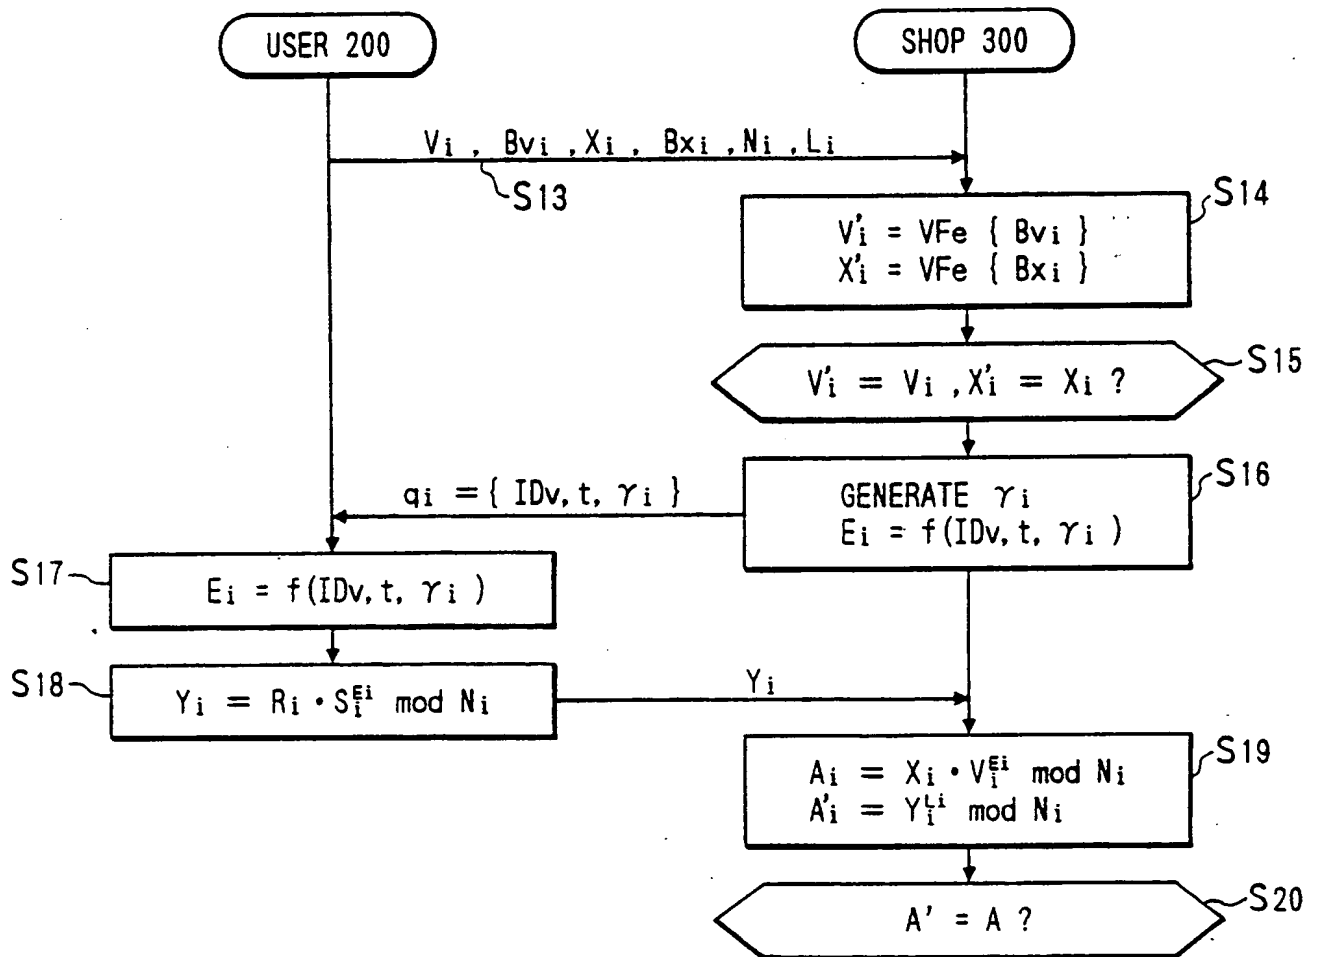 USER 200
SHOP 300
Vi , Bvi , Xi , Bxi , Ni , Li
S13
S14
V'i = VFe { Bvi }
X'i = VFe { Bxi }
S15
V'i = Vi , X'i = Xi ?
S16
qi = { IDv, t, γi }
GENERATE γi
Ei = f(IDv, t, γi )
S17
Ei = f(IDv, t, γi )
S18
Yi = Ri · Si^Ei mod Ni
Yi
S19
Ai = Xi · Vi^Ei mod Ni
A'i = Yi^Li mod Ni
S20
A' = A ?